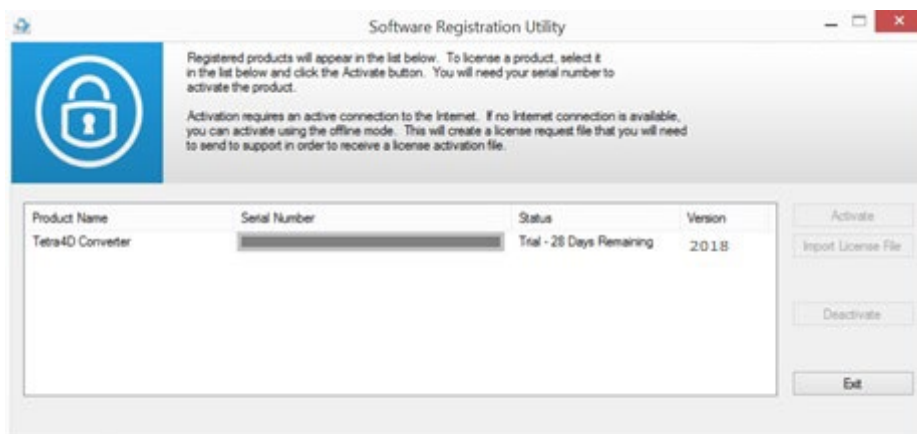 Software Registration Utility
Registered products will appear in the list below. To license a product, select it
in the list below and click the Activate button. You will need your serial number to
activate the product.
Activation requires an active connection to the Internet. If no Internet connection is available,
you can activate using the offline mode. This will create a license request file that you will need
to send to support in order to receive a license activation file.
Product Name Serial Number Status Version
Tetra4D Converter Trial - 28 Days Remaining 2018
Activate
Import License File
Deactivate
Exit